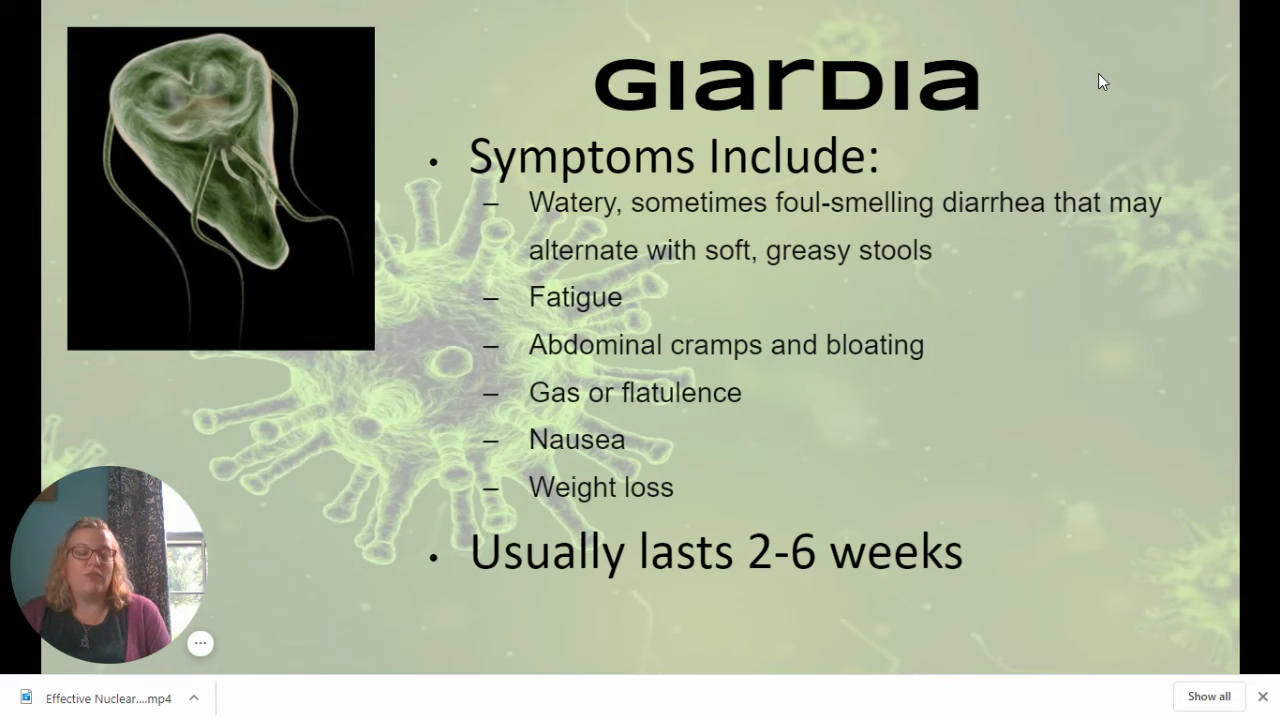 GIarDIa
• Symptoms Include:
– Watery, sometimes foul-smelling diarrhea that may
alternate with soft, greasy stools
– Fatigue
– Abdominal cramps and bloating
– Gas or flatulence
– Nausea
– Weight loss
• Usually lasts 2-6 weeks
Effective Nuclear....mp4
Show all